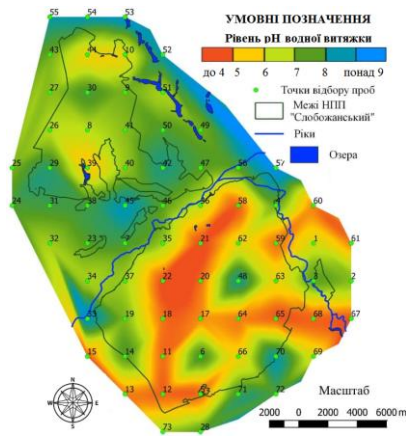 УМОВНІ ПОЗНАЧЕННЯ
Рівень pH водної витяжки
до 4 5 6 7 8 понад 9
Точки відбору проб
Межі НПП
"Слобожанський"
Ріки
Озера
55 54 53
43 44 10 52
27 30 9 51
26 8 41 50 49
25 29 39 40 42 47 56 57
24 31 38 45 46 36 58 60
32 23 35 21 62 59 1 61
34 37 22 20 48 63 3 2
33 19 18 17 64 65 68 67
15 14 11 6 66 70 69
13 12 71 72
73 28
N
W E
S
Масштаб
2000 0 2000 4000 6000 m